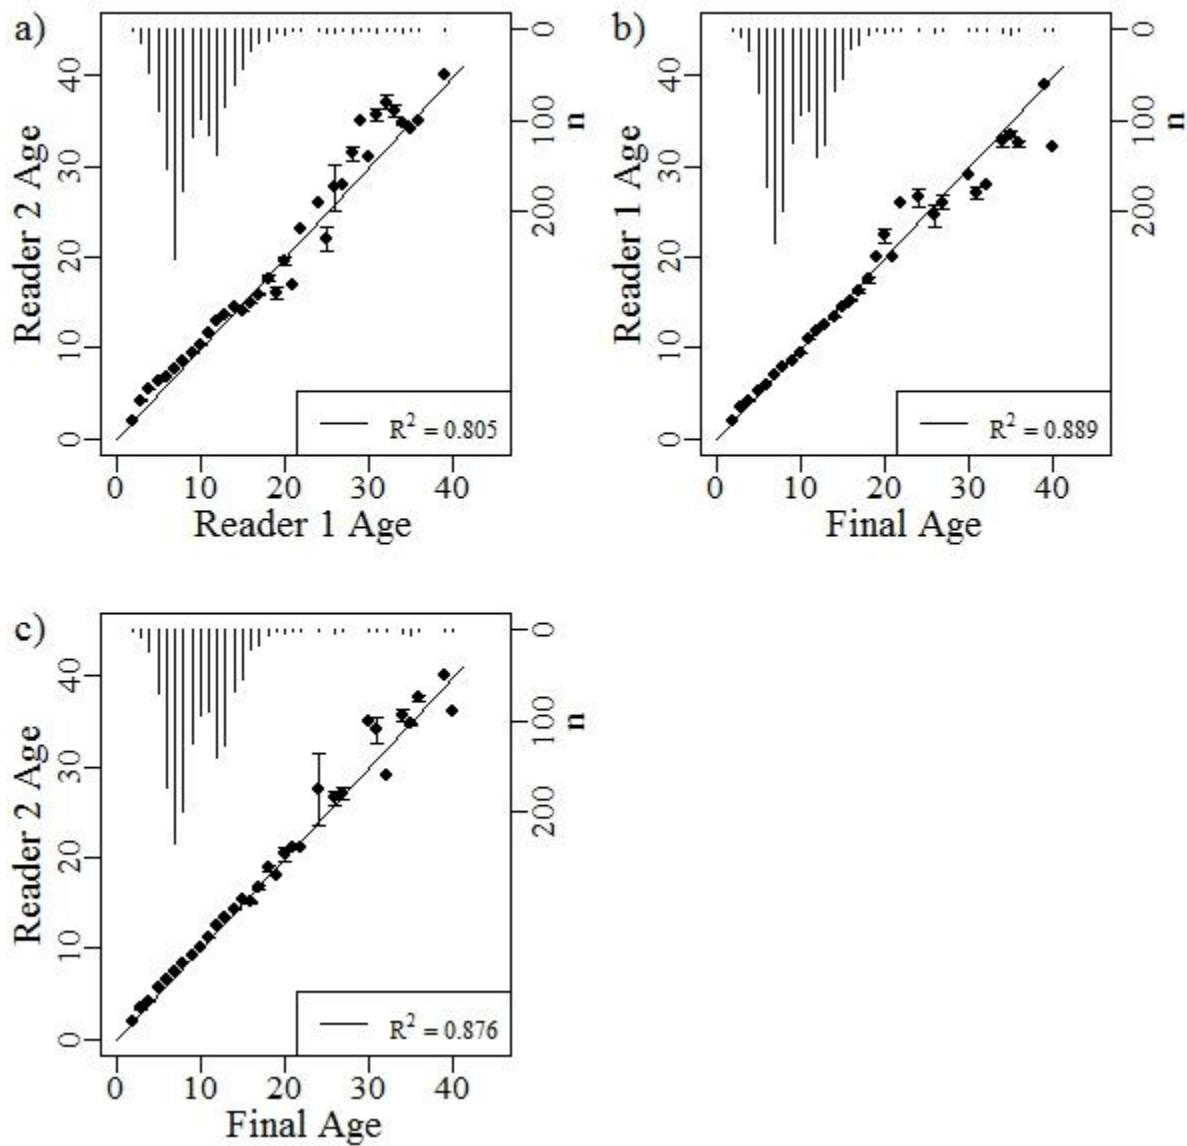 a)
Reader 2 Age
0 10 20 30 40
0 100 200
n
R² = 0.805
0 10 20 30 40
Reader 1 Age
b)
Reader 1 Age
0 10 20 30 40
0 100 200
n
R² = 0.889
0 10 20 30 40
Final Age
c)
Reader 2 Age
0 10 20 30 40
0 100 200
n
R² = 0.876
0 10 20 30 40
Final Age